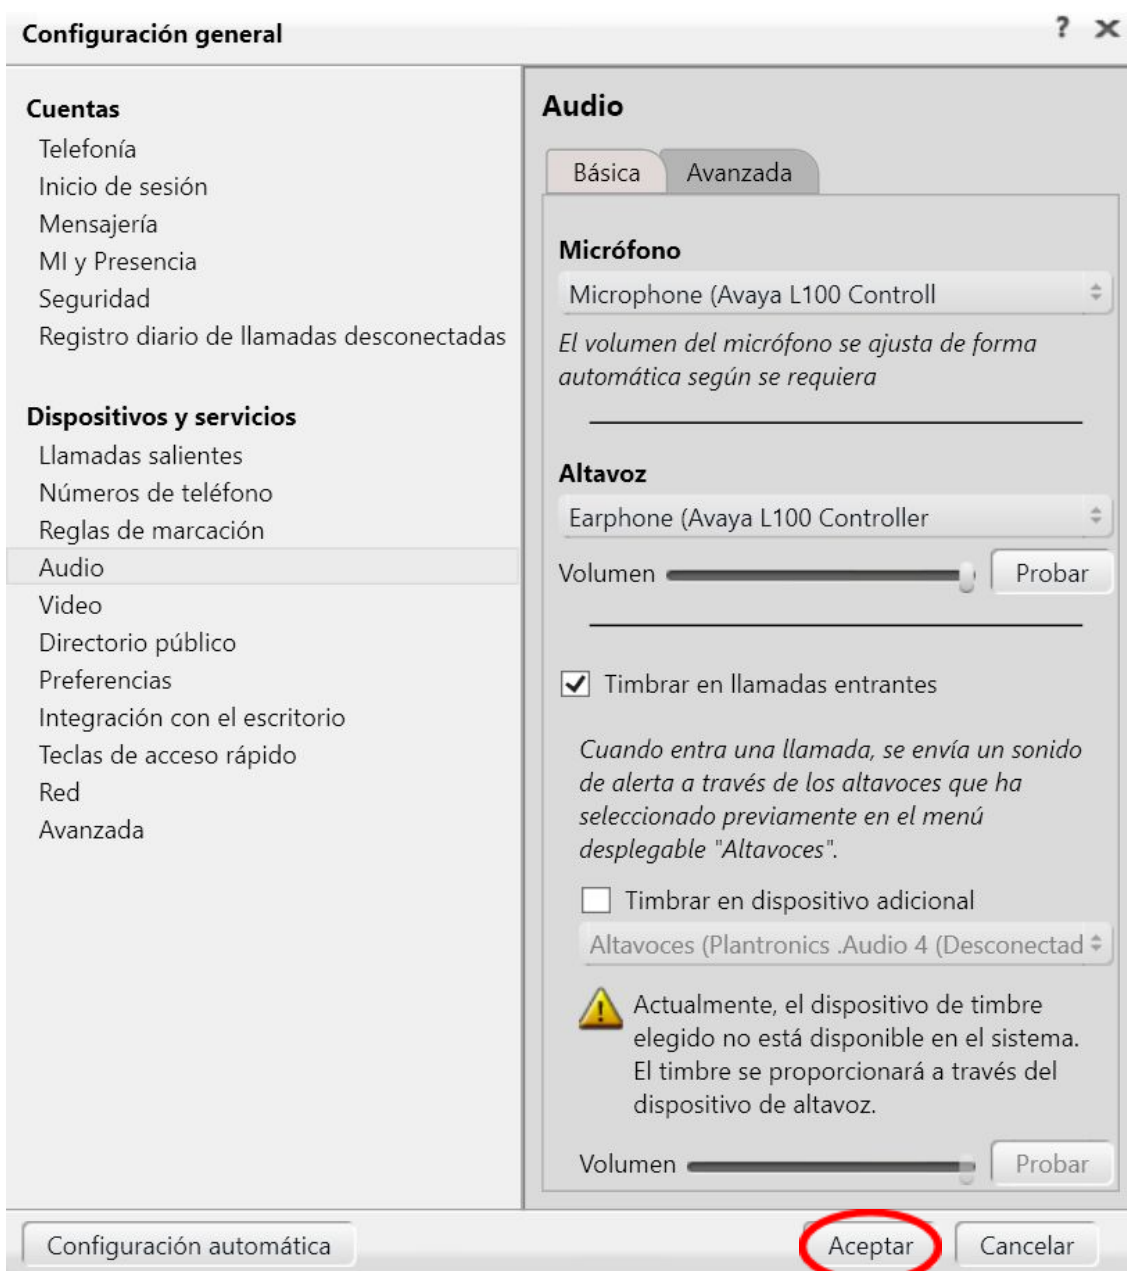 Configuración general
?
Cuentas
Telefonía
Inicio de sesión
Mensajería
MI y Presencia
Seguridad
Registro diario de llamadas desconectadas
Dispositivos y servicios
Llamadas salientes
Números de teléfono
Reglas de marcación
Audio
Video
Directorio público
Preferencias
Integración con el escritorio
Teclas de acceso rápido
Red
Avanzada
Audio
Básica
Avanzada
Micrófono
Microphone (Avaya L100 Controll
El volumen del micrófono se ajusta de forma
automática según se requiera
Altavoz
Earphone (Avaya L100 Controller
Volumen
Probar
Timbrar en llamadas entrantes
Cuando entra una llamada, se envía un sonido
de alerta a través de los altavoces que ha
seleccionado previamente en el menú
desplegable "Altavoces".
Timbrar en dispositivo adicional
Altavoces (Plantronics .Audio 4 (Desconectad
Actualmente, el dispositivo de timbre
elegido no está disponible en el sistema.
El timbre se proporcionará a través del
dispositivo de altavoz.
Volumen
Probar
Configuración automática
Aceptar
Cancelar